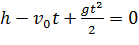 h − v₀t + gt²/2 = 0